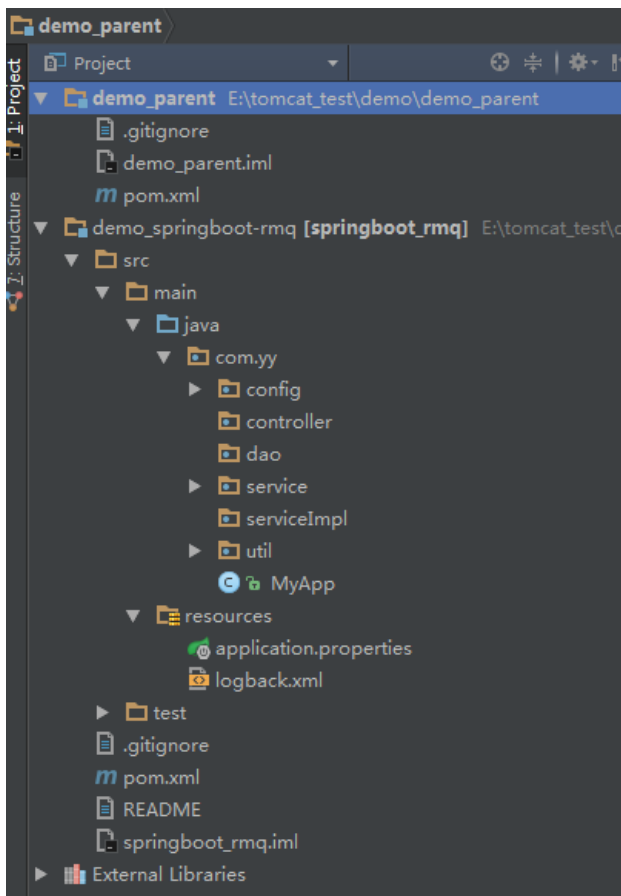 demo_parent
1: Project
7: Structure
Project
demo_parent E:\tomcat_test\demo\demo_parent
.gitignore
demo_parent.iml
pom.xml
demo_springboot-rmq [springboot_rmq] E:\tomcat_test\
src
main
java
com.yy
config
controller
dao
service
serviceImpl
util
MyApp
resources
application.properties
logback.xml
test
.gitignore
pom.xml
README
springboot_rmq.iml
External Libraries